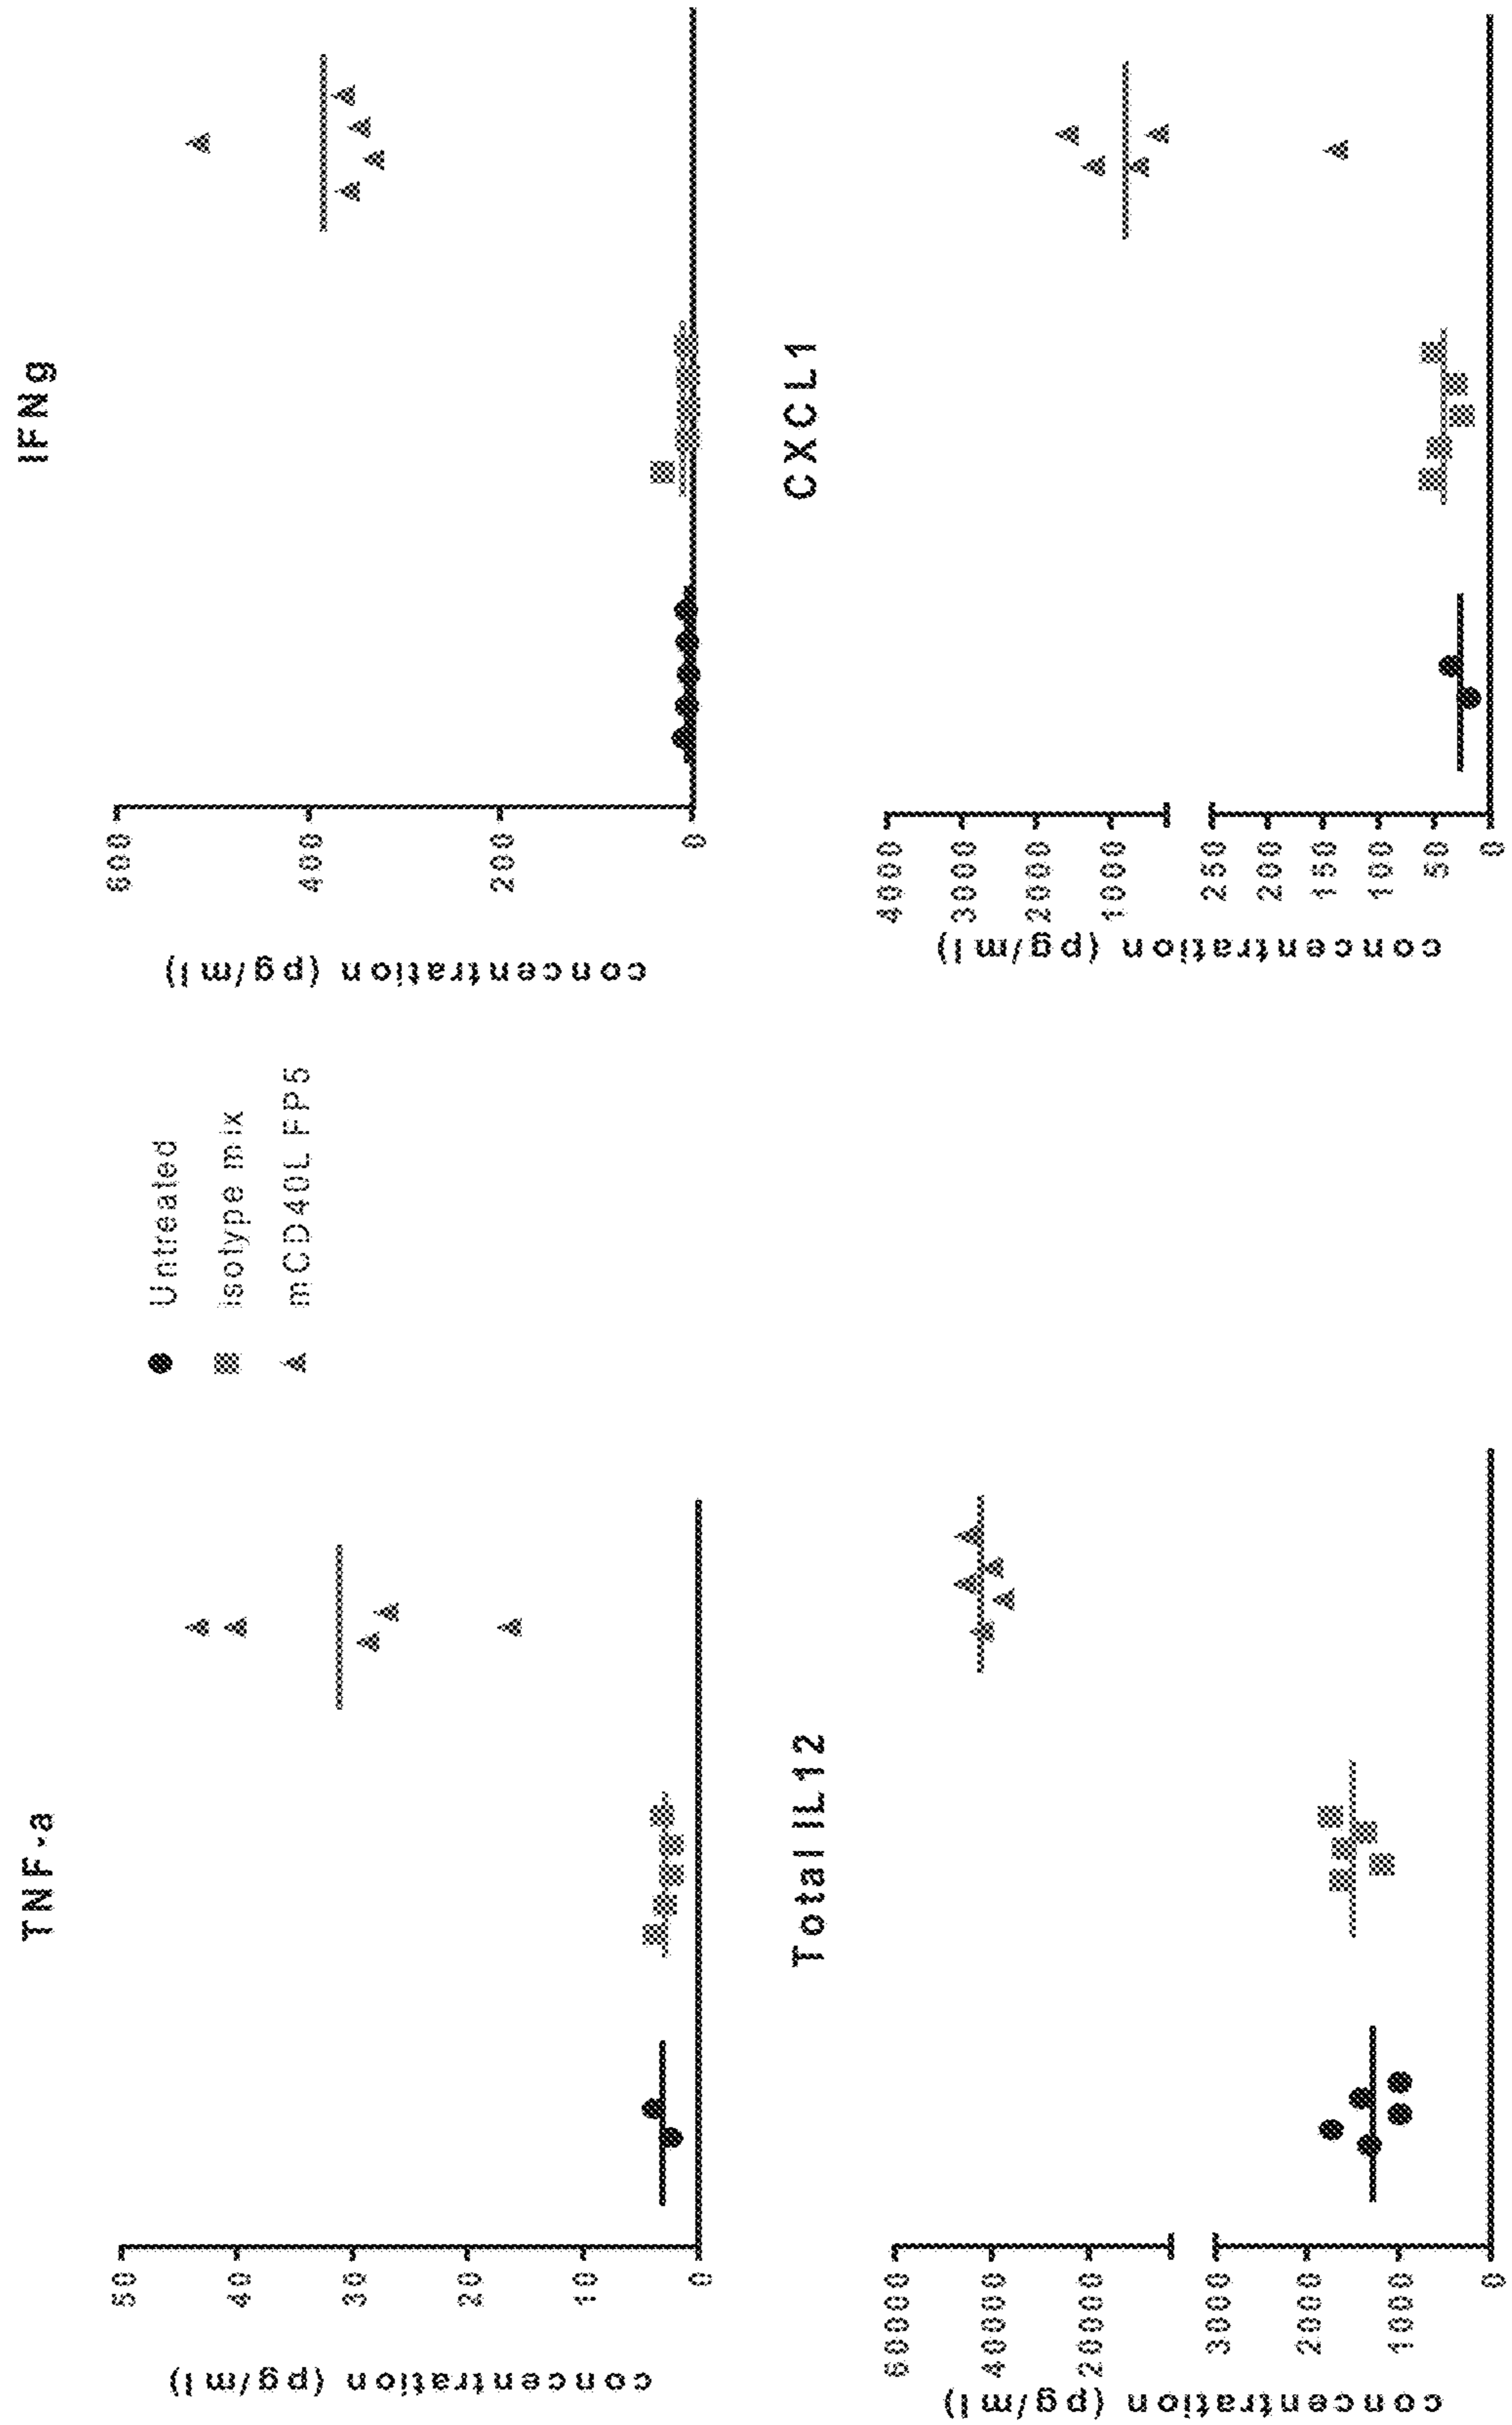 TNF-a
concentration (pg/ml)
50
40
30
20
10
0
Untreated
Isotype mix
mCD40L FP5
IFNg
concentration (pg/ml)
600
400
200
0
Total IL12
concentration (pg/ml)
60000
40000
20000
3000
2000
1000
0
CXCL1
concentration (pg/ml)
4000
3000
2000
1000
250
200
150
100
50
0